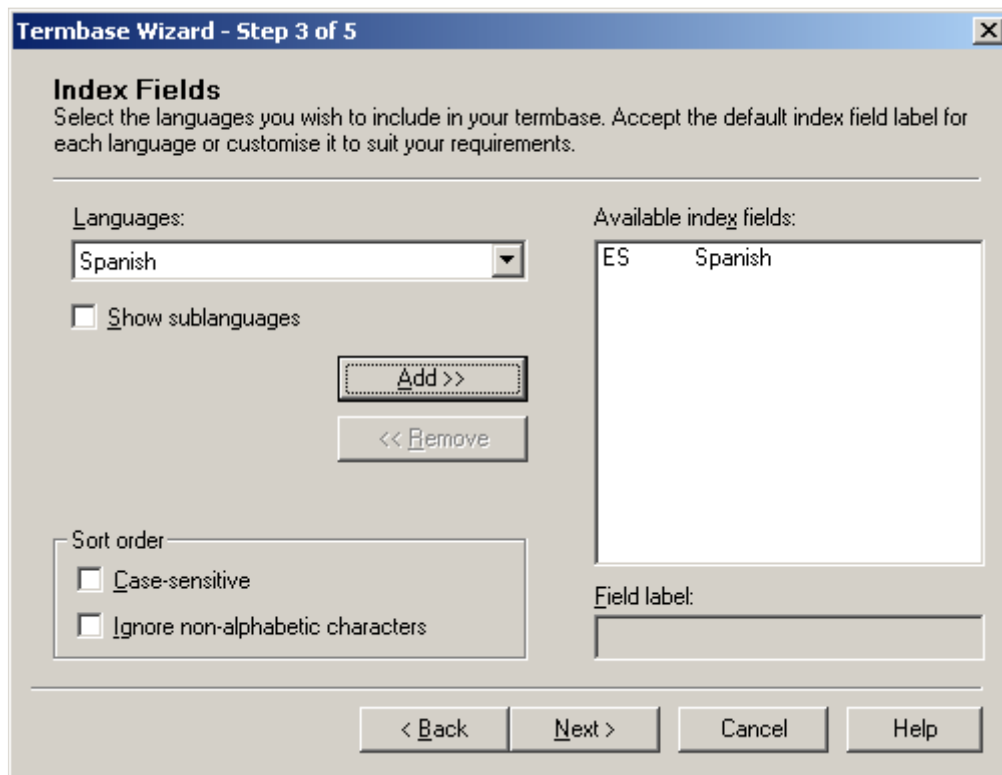 Termbase Wizard - Step 3 of 5
Index Fields
Select the languages you wish to include in your termbase. Accept the default index field label for
each language or customise it to suit your requirements.
Languages:
Spanish
Show sublanguages
Add >>
<< Remove
Sort order
Case-sensitive
Ignore non-alphabetic characters
Available index fields:
ES Spanish
Field label:
< Back
Next >
Cancel
Help